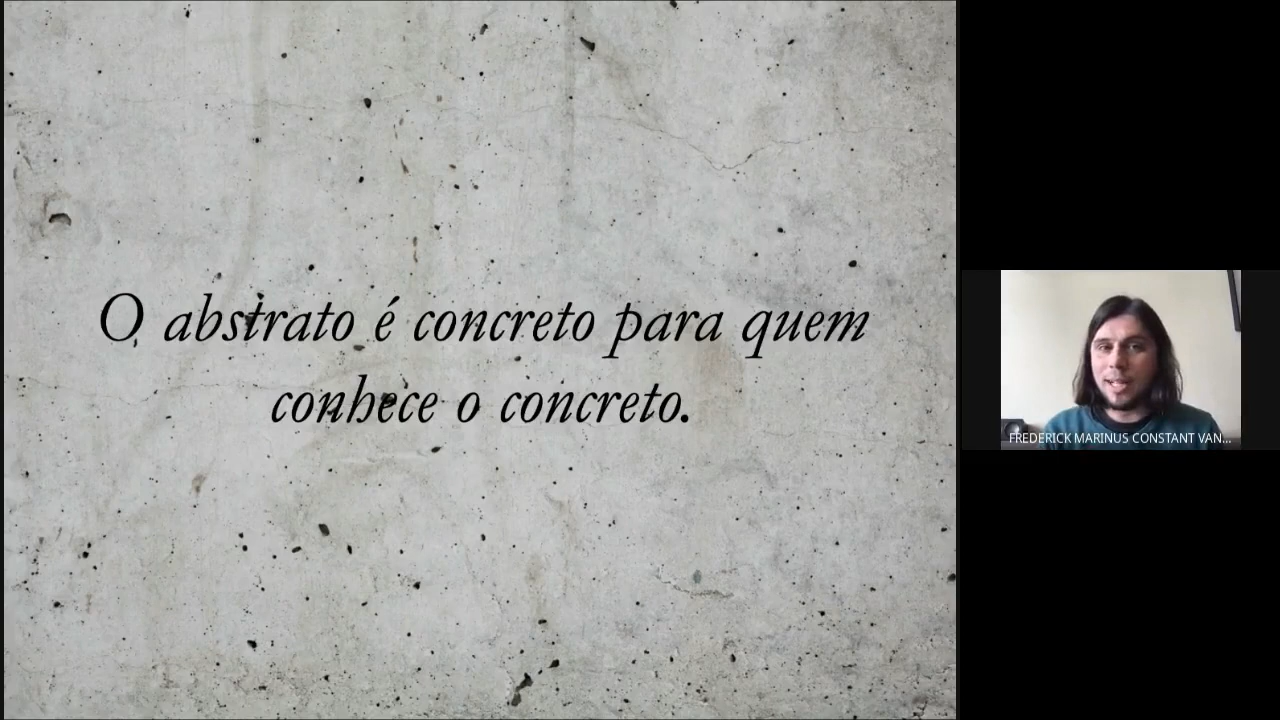 O abstrato é concreto para quem
conhece o concreto.
FREDERICK MARINUS CONSTANT VAN...